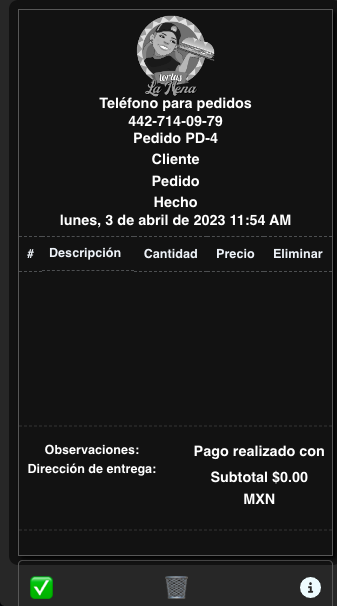 tortas
La Nena
Teléfono para pedidos
442-714-09-79
Pedido PD-4
Cliente
Pedido
Hecho
lunes, 3 de abril de 2023 11:54 AM
# Descripción Cantidad Precio Eliminar
Observaciones:
Dirección de entrega:
Pago realizado con
Subtotal $0.00
MXN